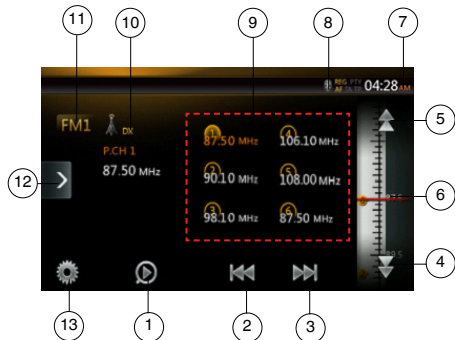 11 10 9 8 7
REG PTY
AF TA TP 04:28 AM
FM1 DX
P.CH 1
87.50 MHz
1 87.50 MHz 4 106.10 MHz
2 90.10 MHz 5 108.00 MHz
3 98.10 MHz 6 87.50 MHz
5
12
6
4
13 1 2 3